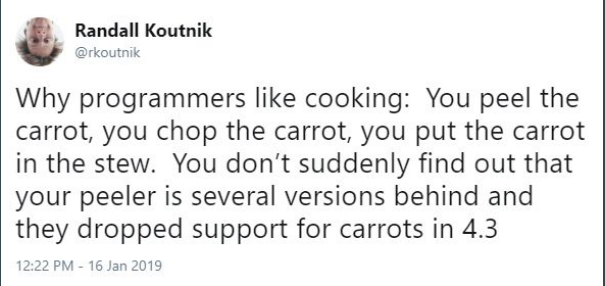 Randall Koutnik
@rkoutnik
Why programmers like cooking:  You peel the
carrot, you chop the carrot, you put the carrot
in the stew.  You don’t suddenly find out that
your peeler is several versions behind and
they dropped support for carrots in 4.3
12:22 PM - 16 Jan 2019